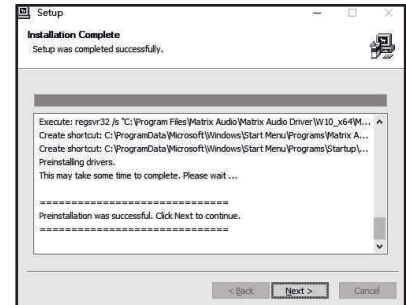 Setup
Installation Complete
Setup was completed successfully.
Execute: regsvr32 /s "C:\Program Files\Matrix Audio\Matrix Audio Driver\W10_x64\M...
Create shortcut: C:\ProgramData\Microsoft\Windows\Start Menu\Programs\Matrix A...
Create shortcut: C:\ProgramData\Microsoft\Windows\Start Menu\Programs\Startup\,...
Preinstalling drivers.
This may take some time to complete. Please wait ...
==============================
Preinstallation was successful. Click Next to continue.
==============================
< Back
Next >
Cancel